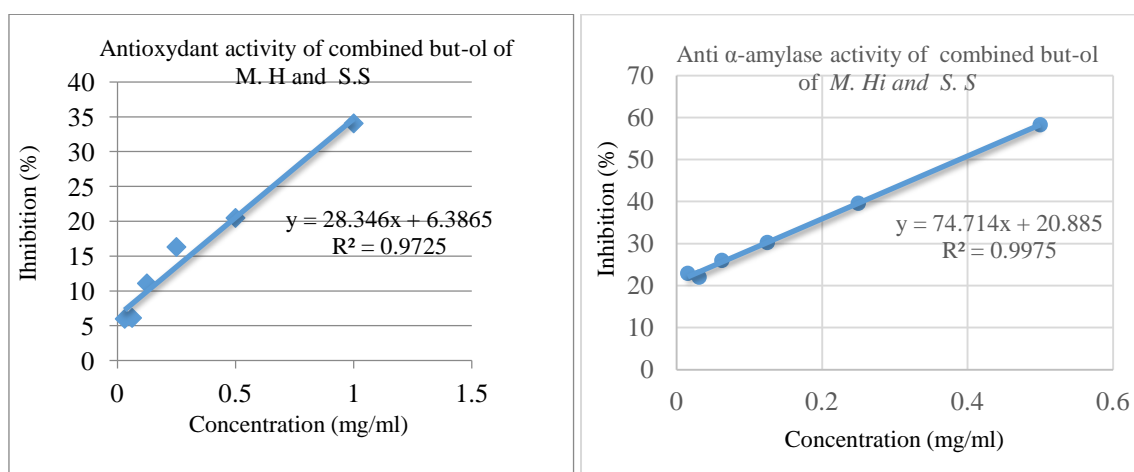 Antioxydant activity of combined but-ol of
M. H and S.S
40
35
30
25
20
15
10
5
0
Ihnibition (%)
y = 28.346x + 6.3865
R² = 0.9725
0
0.5
1
1.5
Concentration (mg/ml)
Anti α-amylase activity of combined but-ol
of M. Hi and S. S
70
60
50
40
30
20
10
0
Inhibition (%)
y = 74.714x + 20.885
R² = 0.9975
0
0.2
0.4
0.6
Concentration (mg/ml)